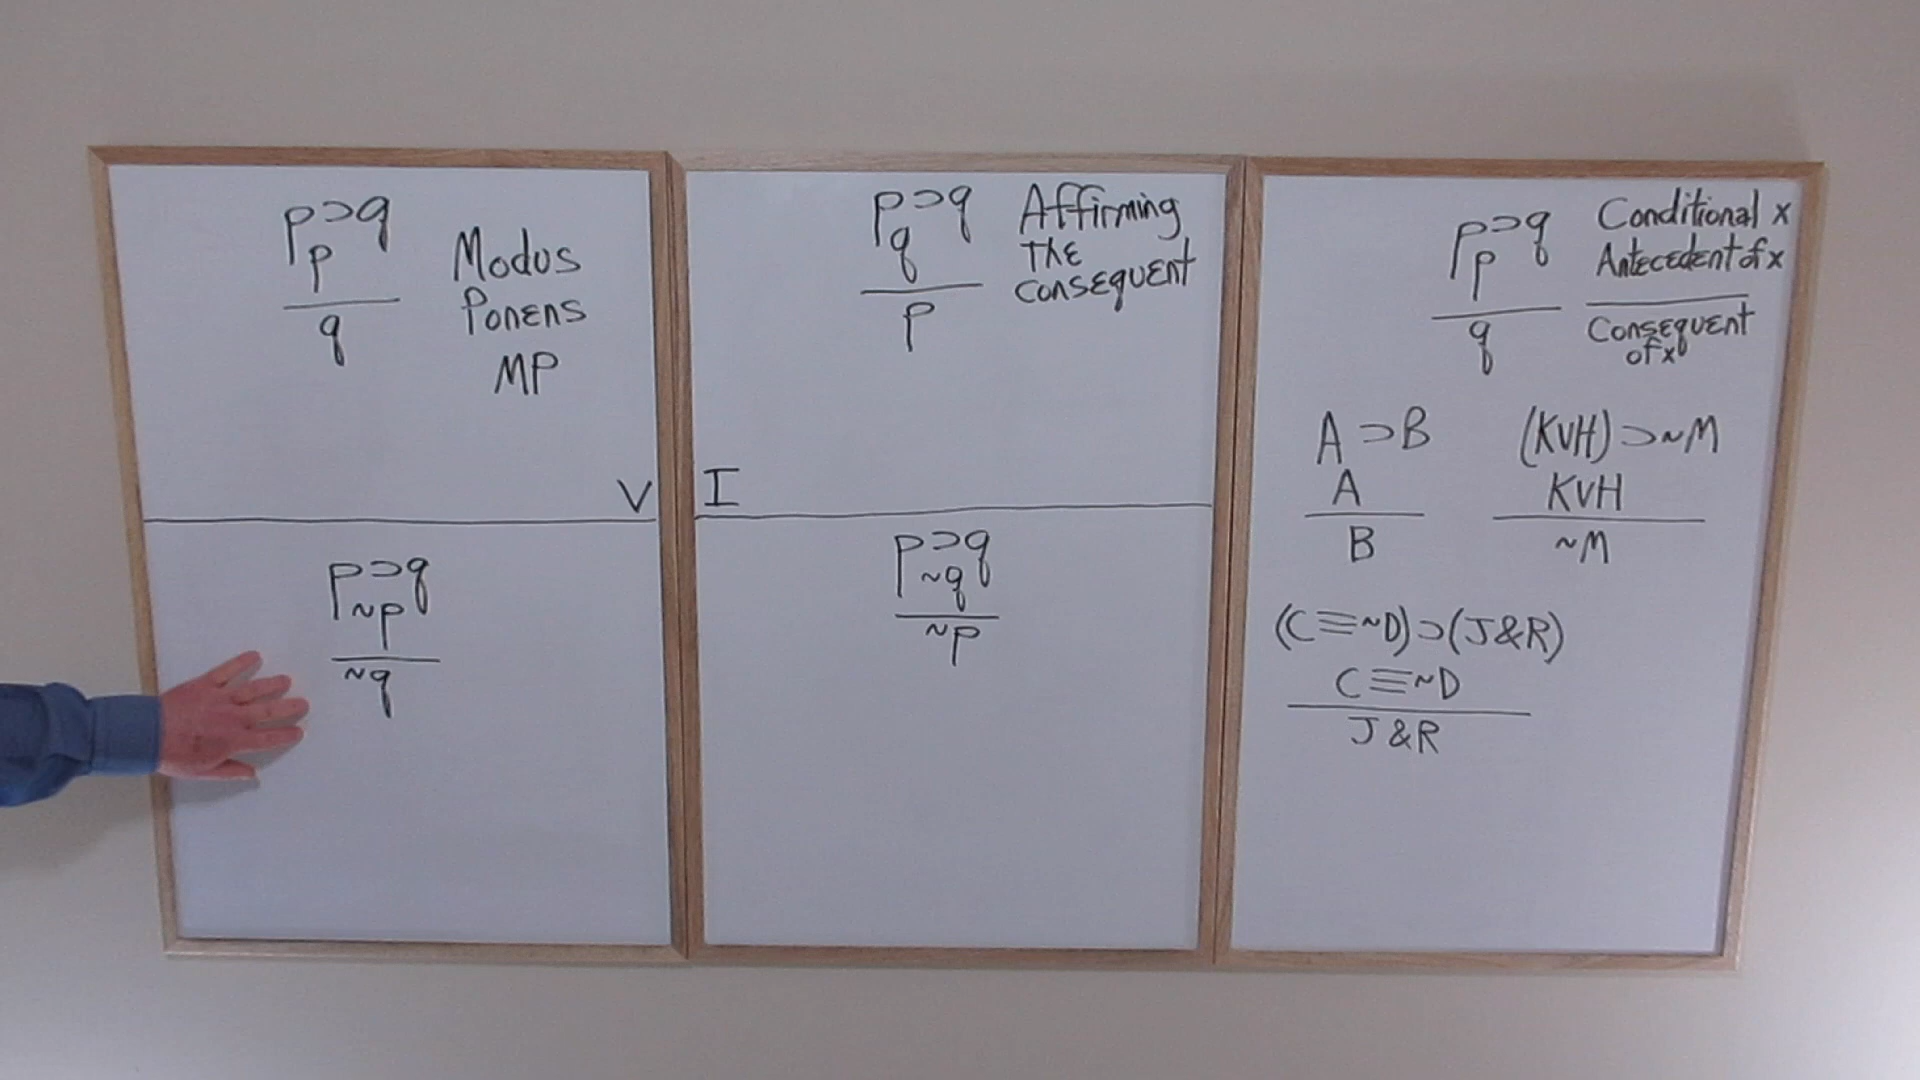 p⊃q
p
q
Modus
Ponens
MP
V
p⊃q
~p
~q
p⊃q
q
p
Affirming
The
Consequent
I
p⊃q
~q
~p
p⊃q
p
q
Conditional x
Antecedent of x
Consequent
of x
A⊃B
A
B
(KvH)⊃~M
KvH
~M
(C≡~D)⊃(J&R)
C≡~D
J&R